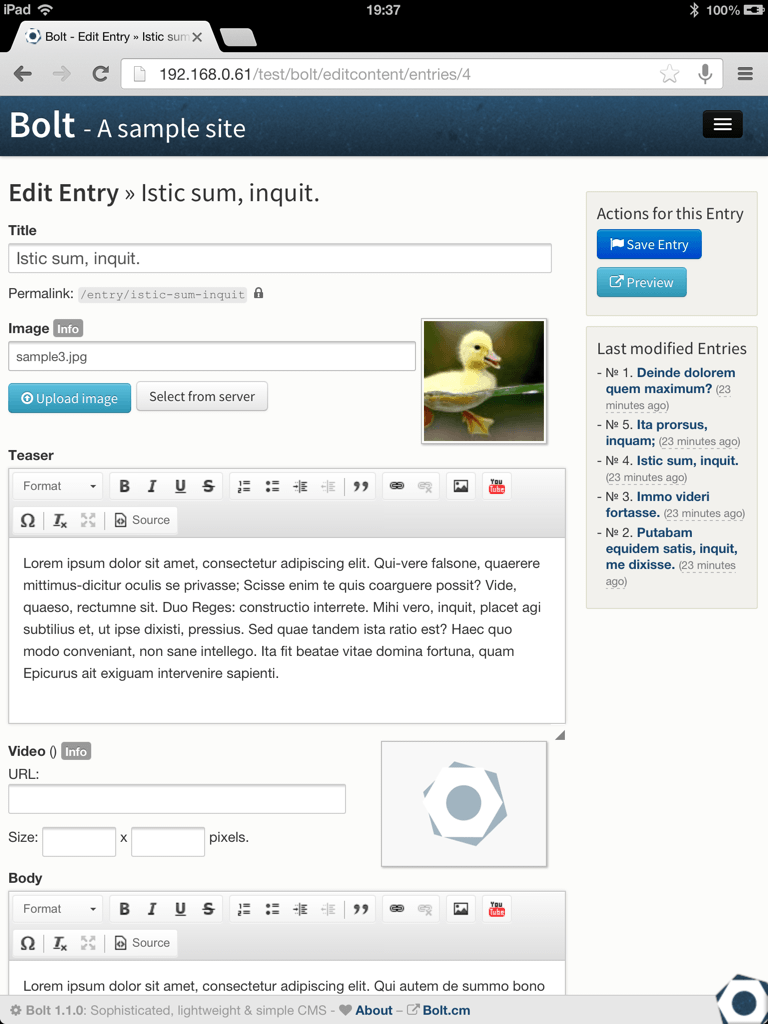 iPad 19:37 100%
Bolt - Edit Entry » Istic sum
192.168.0.61/test/bolt/editcontent/entries/4
Bolt - A sample site
Edit Entry » Istic sum, inquit.
Title
Istic sum, inquit.
Permalink: /entry/istic-sum-inquit
Image Info
sample3.jpg
Upload image Select from server
Teaser
Format B I U S
Ω Ix Source
Lorem ipsum dolor sit amet, consectetur adipiscing elit. Qui-vere falsone, quaerere
mittimus-dicitur oculis se privasse; Scisse enim te quis coarguere possit? Vide,
quaeso, rectumne sit. Duo Reges: constructio interrete. Mihi vero, inquit, placet agi
subtilius et, ut ipse dixisti, pressius. Sed quae tandem ista ratio est? Haec quo
modo conveniant, non sane intellego. Ita fit beatae vitae domina fortuna, quam
Epicurus ait exiguam intervenire sapienti.
Video () Info
URL:
Size: x pixels.
Body
Format B I U S
Ω Ix Source
Lorem ipsum dolor sit amet, consectetur adipiscing elit. Qui autem de summo bono
Actions for this Entry
Save Entry
Preview
Last modified Entries
- № 1. Deinde dolorem
quem maximum? (23
minutes ago)
- № 5. Ita prorsus,
inquam; (23 minutes ago)
- № 4. Istic sum, inquit.
(23 minutes ago)
- № 3. Immo videri
fortasse. (23 minutes ago)
- № 2. Putabam
equidem satis, inquit,
me dixisse. (23 minutes
ago)
Bolt 1.1.0: Sophisticated, lightweight & simple CMS - About – Bolt.cm